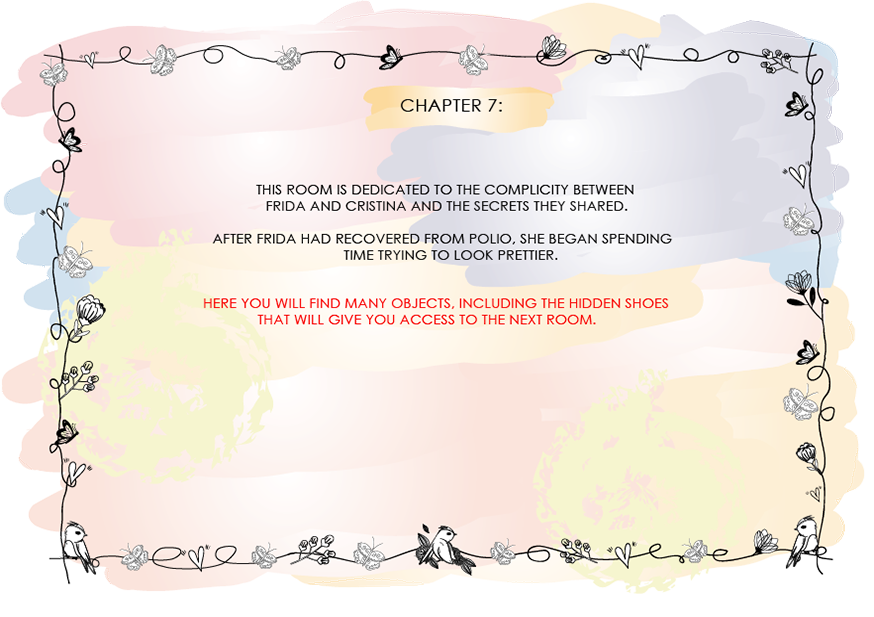 CHAPTER 7:
THIS ROOM IS DEDICATED TO THE COMPLICITY BETWEEN
FRIDA AND CRISTINA AND THE SECRETS THEY SHARED.
AFTER FRIDA HAD RECOVERED FROM POLIO, SHE BEGAN SPENDING
TIME TRYING TO LOOK PRETTIER.
HERE YOU WILL FIND MANY OBJECTS, INCLUDING THE HIDDEN SHOES
THAT WILL GIVE YOU ACCESS TO THE NEXT ROOM.